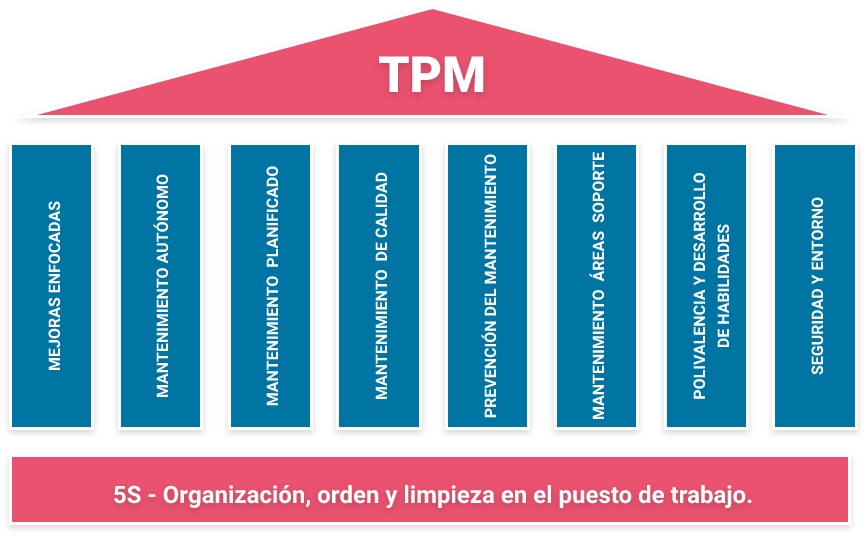 TPM
MEJORAS ENFOCADAS
MANTENIMIENTO AUTÓNOMO
MANTENIMIENTO PLANIFICADO
MANTENIMIENTO DE CALIDAD
PREVENCIÓN DEL MANTENIMIENTO
MANTENIMIENTO ÁREAS SOPORTE
POLIVALENCIA Y DESARROLLO
DE HABILIDADES
SEGURIDAD Y ENTORNO
5S - Organización, orden y limpieza en el puesto de trabajo.